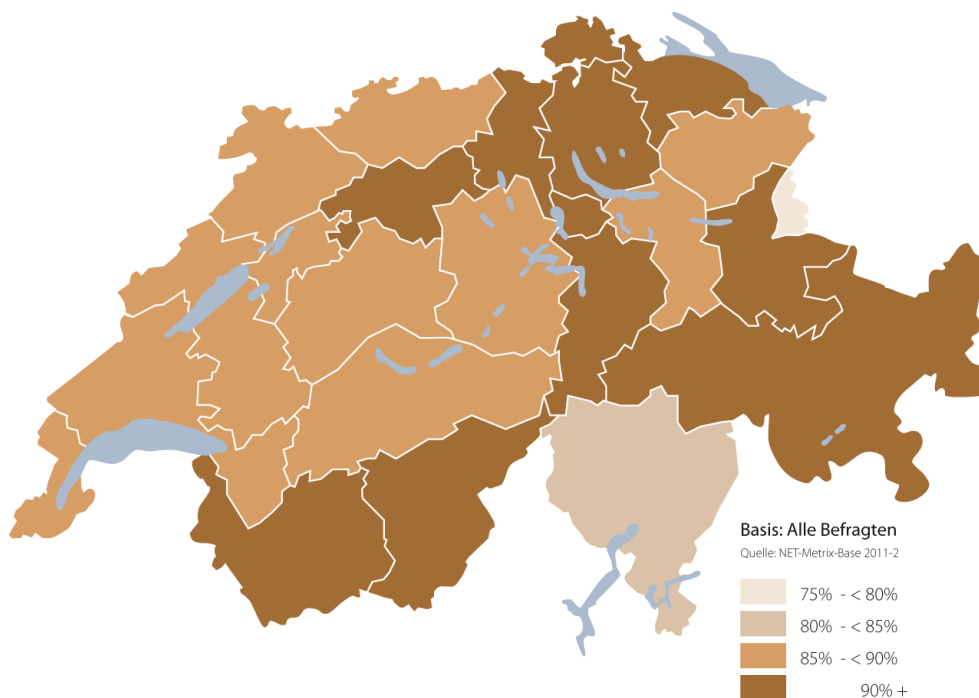 Basis: Alle Befragten
Quelle: NET-Metrix-Base 2011-2
75% - < 80%
80% - < 85%
85% - < 90%
90% +